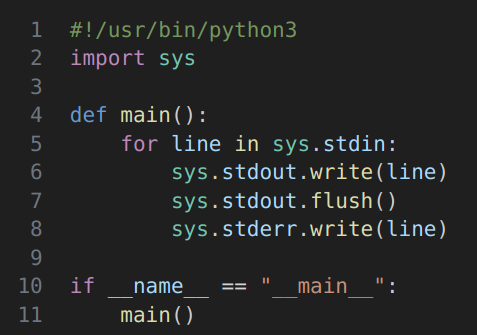 1 #!/usr/bin/python3
2 import sys
3
4 def main():
5     for line in sys.stdin:
6         sys.stdout.write(line)
7         sys.stdout.flush()
8         sys.stderr.write(line)
9
10 if __name__ == "__main__":
11     main()